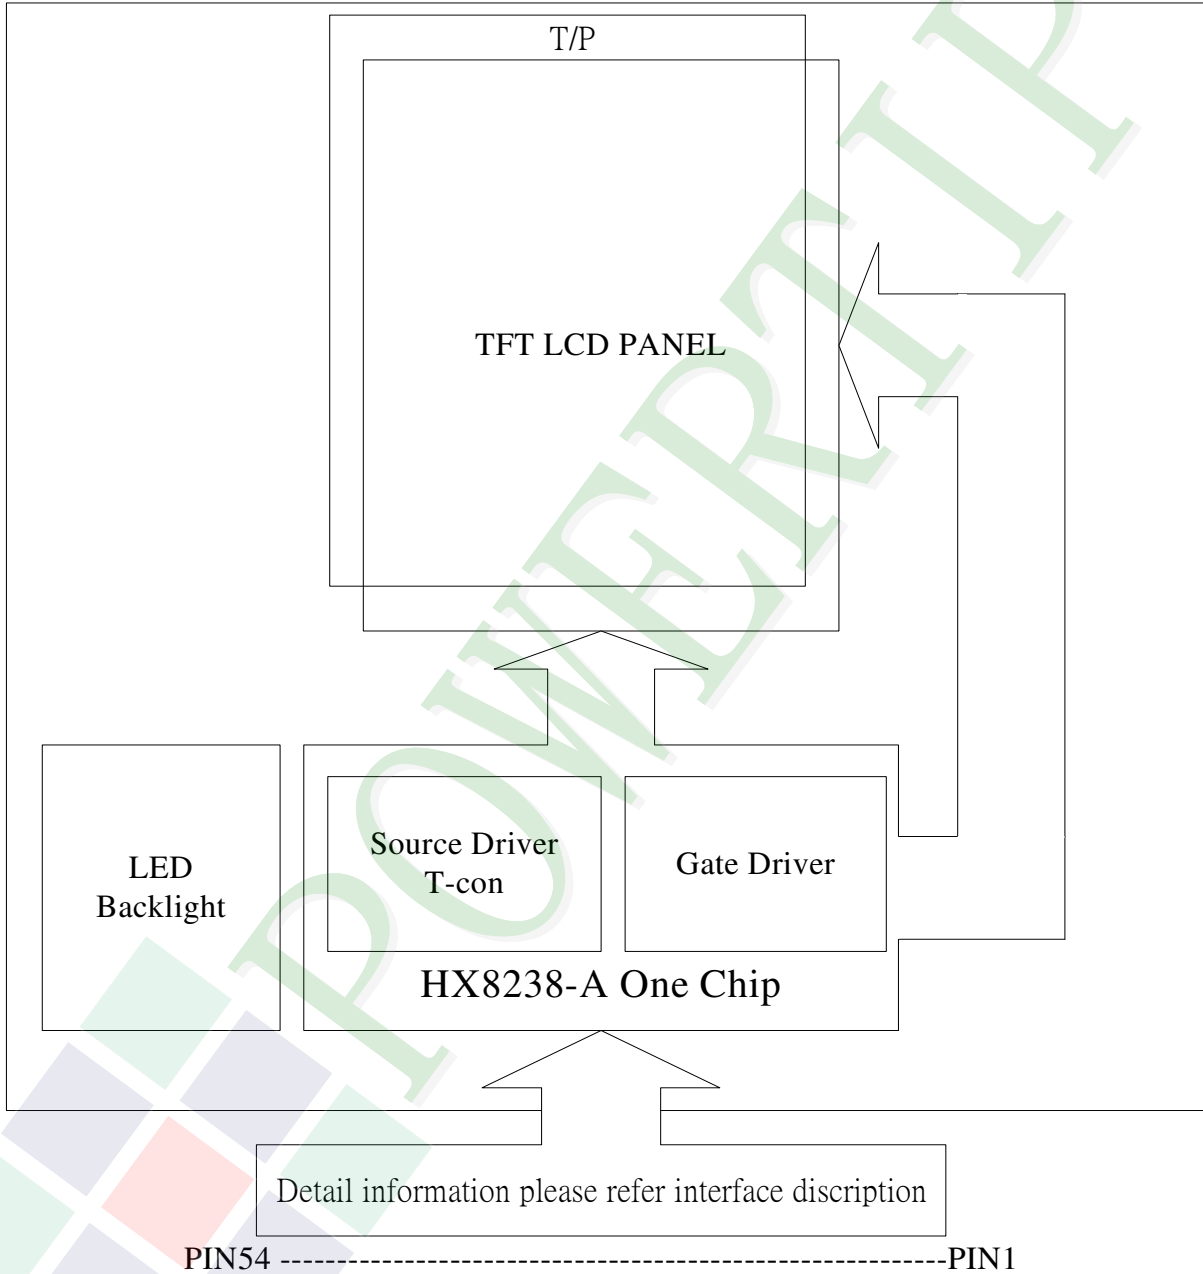 T/P
TFT LCD PANEL
LED
Backlight
Source Driver
T-con
Gate Driver
HX8238-A One Chip
Detail information please refer interface discription
PIN54 -----------------------------------------------------------PIN1
POWERTIP